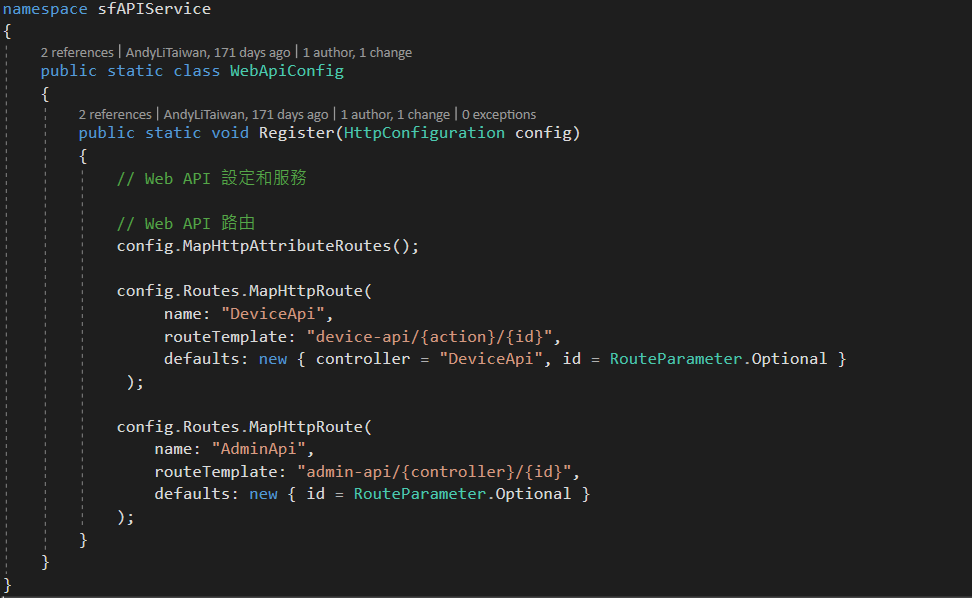 namespace sfAPIService
{
2 references | AndyLiTaiwan, 171 days ago | 1 author, 1 change
public static class WebApiConfig
{
2 references | AndyLiTaiwan, 171 days ago | 1 author, 1 change | 0 exceptions
public static void Register(HttpConfiguration config)
{
// Web API 設定和服務
// Web API 路由
config.MapHttpAttributeRoutes();
config.Routes.MapHttpRoute(
name: "DeviceApi",
routeTemplate: "device-api/{action}/{id}",
defaults: new { controller = "DeviceApi", id = RouteParameter.Optional }
);
config.Routes.MapHttpRoute(
name: "AdminApi",
routeTemplate: "admin-api/{controller}/{id}",
defaults: new { id = RouteParameter.Optional }
);
}
}
}